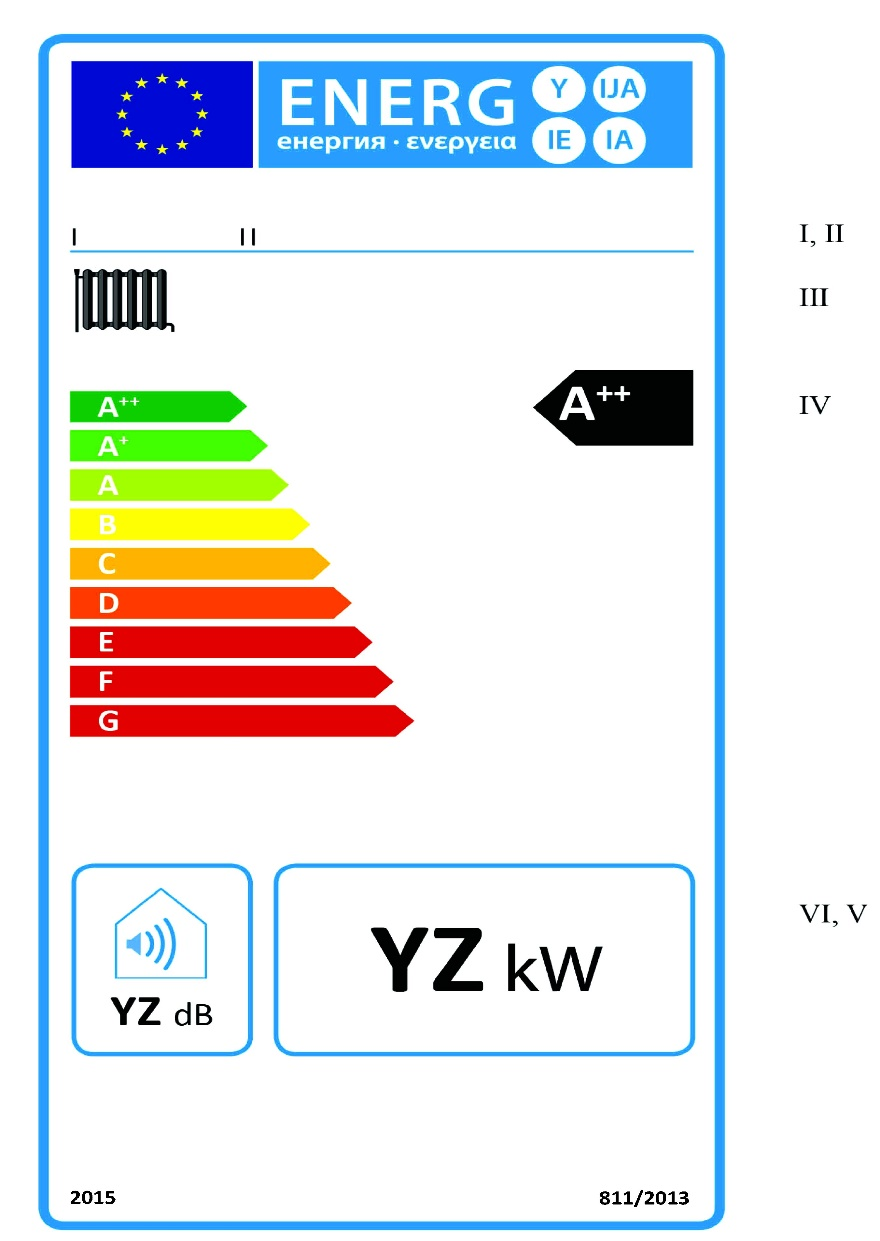 ENERG Y IJA
енергия · ενεργεια IE IA
I II I, II
III
A++ A++ IV
A+
A
B
C
D
E
F
G
VI, V
YZ kW
YZ dB
2015 811/2013